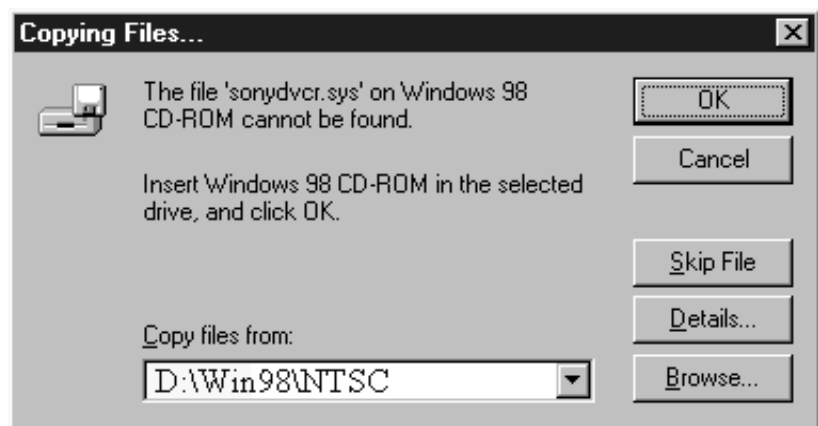 Copying Files...
The file 'sonydvcr.sys' on Windows 98
CD-ROM cannot be found.
Insert Windows 98 CD-ROM in the selected
drive, and click OK.
Copy files from:
D:\Win98\NTSC
OK
Cancel
Skip File
Details...
Browse...